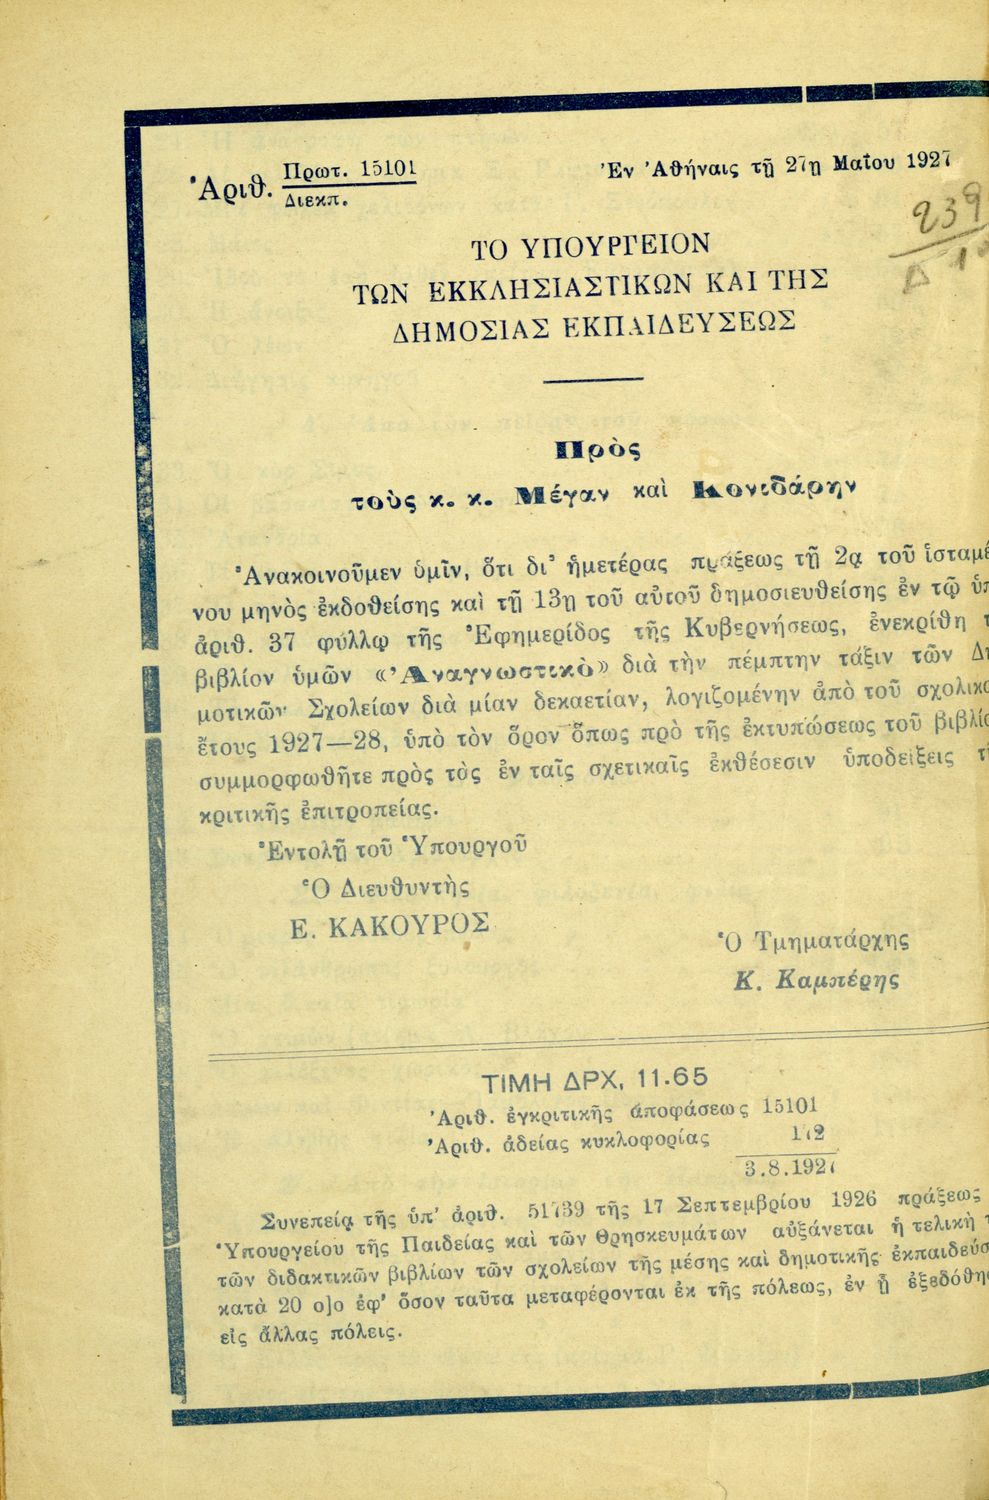 Ἀριθ. Πρωτ. 15101
Διεκπ.
Ἐν Ἀθήναις τῇ 27ῃ Μαΐου 1927
239
Δ 1
ΤΟ ΥΠΟΥΡΓΕΙΟΝ
ΤΩΝ ΕΚΚΛΗΣΙΑΣΤΙΚΩΝ ΚΑΙ ΤΗΣ
ΔΗΜΟΣΙΑΣ ΕΚΠΑΙΔΕΥΣΕΩΣ
Πρὸς
τοὺς κ. κ. Μέγαν καὶ Κονιδάρην
Ἀνακοινοῦμεν ὑμῖν, ὅτι δι’ ἡμετέρας πράξεως τῇ 2ᾳ τοῦ ἱσταμέ
νου μηνὸς ἐκδοθείσης καὶ τῇ 13ῃ τοῦ αὐτοῦ δημοσιευθείσης ἐν τῷ ὑπ
ἀριθ. 37 φύλλῳ τῆς Ἐφημερίδος τῆς Κυβερνήσεως, ἐνεκρίθη τ
βιβλίον ὑμῶν «Ἀναγνωστικὸ» διὰ τὴν πέμπτην τάξιν τῶν Δη
μοτικῶν Σχολείων διὰ μίαν δεκαετίαν, λογιζομένην ἀπὸ τοῦ σχολικο
ἔτους 1927—28, ὑπὸ τὸν ὅρον ὅπως πρὸ τῆς ἐκτυπώσεως τοῦ βιβλίο
συμμορφωθῆτε πρὸς τὸς ἐν ταῖς σχετικαῖς ἐκθέσεσιν ὑποδείξεις τῆ
κριτικῆς ἐπιτροπείας.
Ἐντολῇ τοῦ Ὑπουργοῦ
Ὁ Διευθυντὴς
Ε. ΚΑΚΟΥΡΟΣ
Ὁ Τμηματάρχης
Κ. Καμπέρης
ΤΙΜΗ ΔΡΧ, 11.65
Ἀριθ. ἐγκριτικῆς ἀποφάσεως 15101
Ἀριθ. ἀδείας κυκλοφορίας 172
3.8.1927
Συνεπείᾳ τῆς ὑπ’ ἀριθ. 51739 τῆς 17 Σεπτεμβρίου 1926 πράξεως
Ὑπουργείου τῆς Παιδείας καὶ τῶν Θρησκευμάτων αὐξάνεται ἡ τελικὴ τ
τῶν διδακτικῶν βιβλίων τῶν σχολείων τῆς μέσης καὶ δημοτικῆς ἐκπαιδεύσ
κατὰ 20 ο]ο ἐφ’ ὅσον ταῦτα μεταφέρονται ἐκ τῆς πόλεως, ἐν ᾗ ἐξεδόθη
εἰς ἄλλας πόλεις.